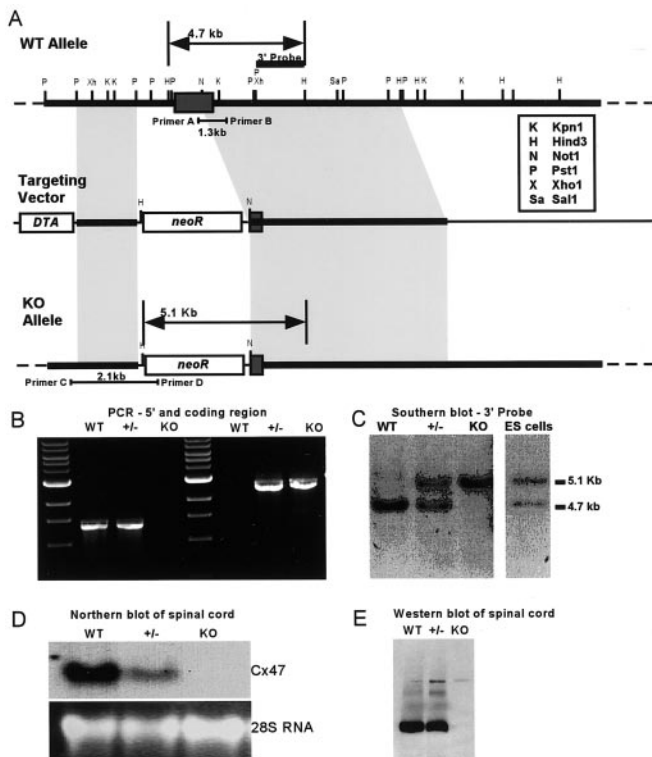 A
4.7 kb
WT Allele
3' Probe
P
P P Xh K K P P H P N K P Xh H Sa P P H P H K K H H
Primer A Primer B
1.3kb
K Kpn1
H Hind3
N Not1
P Pst1
X Xho1
Sa Sal1
Targeting
Vector
H N
DTA neoR
KO
Allele
5.1 Kb
H N
neoR
Primer C 2.1kb Primer D
B
PCR - 5' and coding region
WT +/- KO WT +/- KO
C
Southern blot - 3' Probe
WT +/- KO ES cells
5.1 Kb
4.7 kb
D
Northern blot of spinal cord
WT +/- KO
Cx47
28S RNA
E
Western blot of spinal cord
WT +/- KO